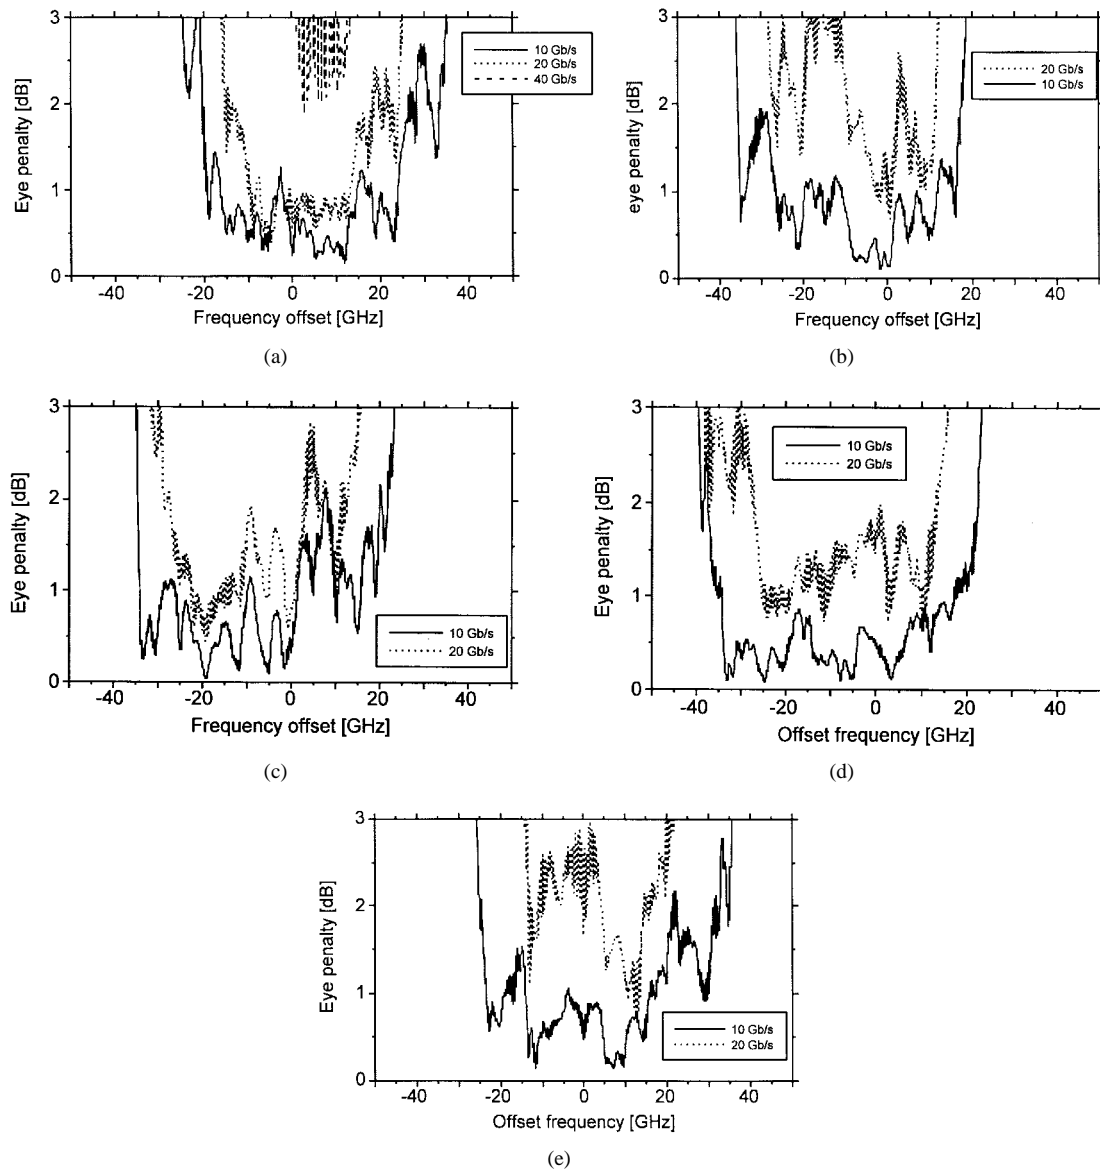 3
2
1
0
Eye penalty [dB]
-40
-20
0
20
40
Frequency offset [GHz]
10 Gb/s
20 Gb/s
40 Gb/s
(a)
3
2
1
0
eye penalty [dB]
-40
-20
0
20
40
Frequency offset [GHz]
20 Gb/s
10 Gb/s
(b)
3
2
1
0
Eye penalty [dB]
-40
-20
0
20
40
Frequency offset [GHz]
10 Gb/s
20 Gb/s
(c)
3
2
1
0
Eye penalty [dB]
-40
-20
0
20
40
Offset frequency [GHz]
10 Gb/s
20 Gb/s
(d)
3
2
1
0
Eye penalty [dB]
-40
-20
0
20
40
Offset frequency [GHz]
10 Gb/s
20 Gb/s
(e)